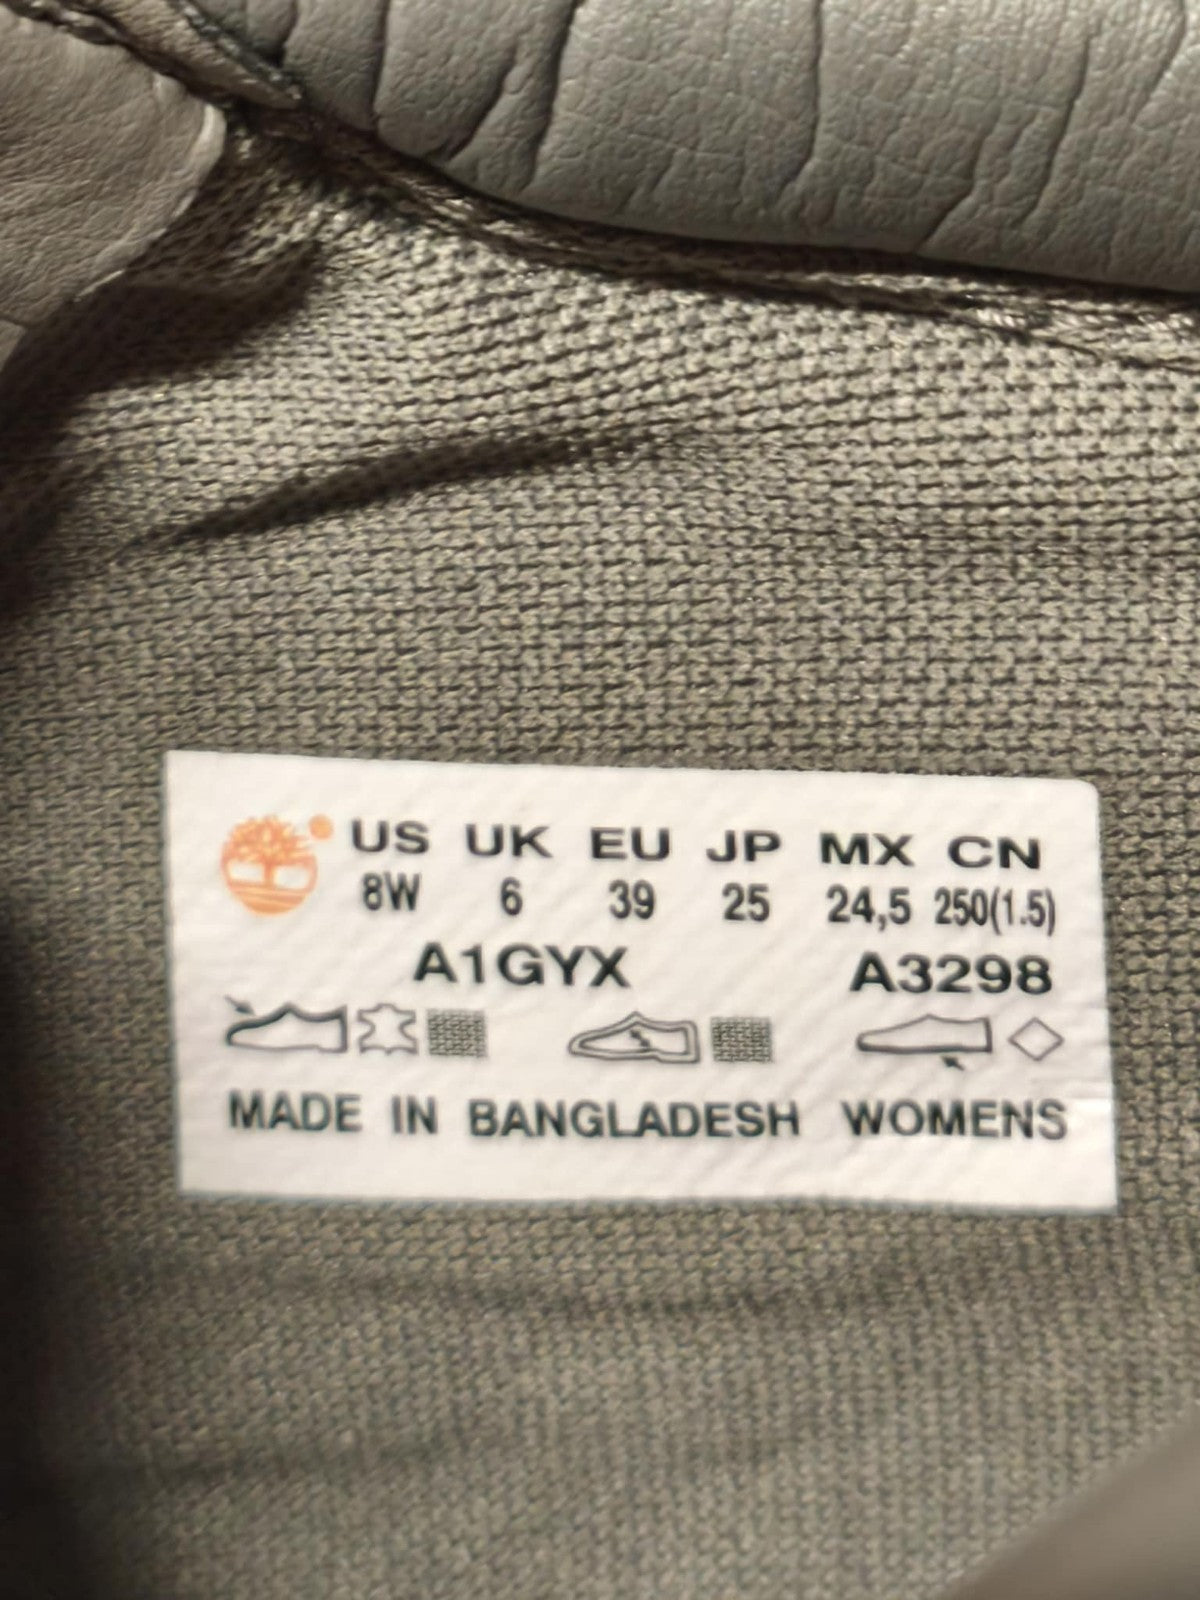 US UK EU JP MX CN
8W 6 39 25 24,5 250(1.5)
A1GYX A3298
MADE IN BANGLADESH WOMENS